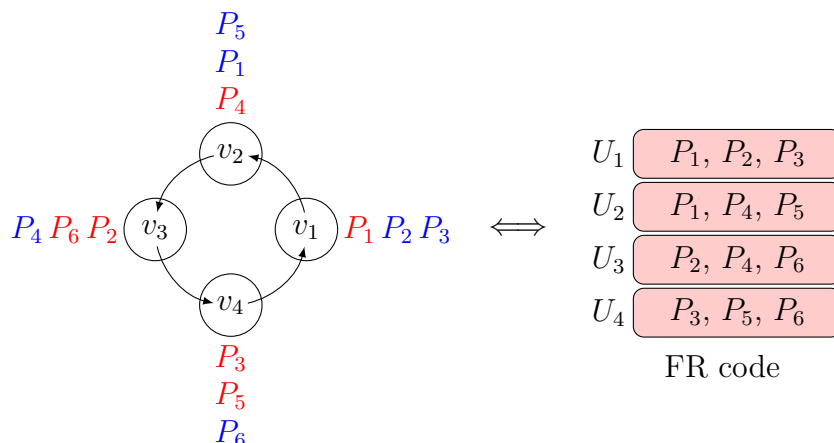 P5
P1
P4
v2
P4 P6 P2 v3 v1 P1 P2 P3
v4
P3
P5
P6
⟺
U1 P1, P2, P3
U2 P1, P4, P5
U3 P2, P4, P6
U4 P3, P5, P6
FR code